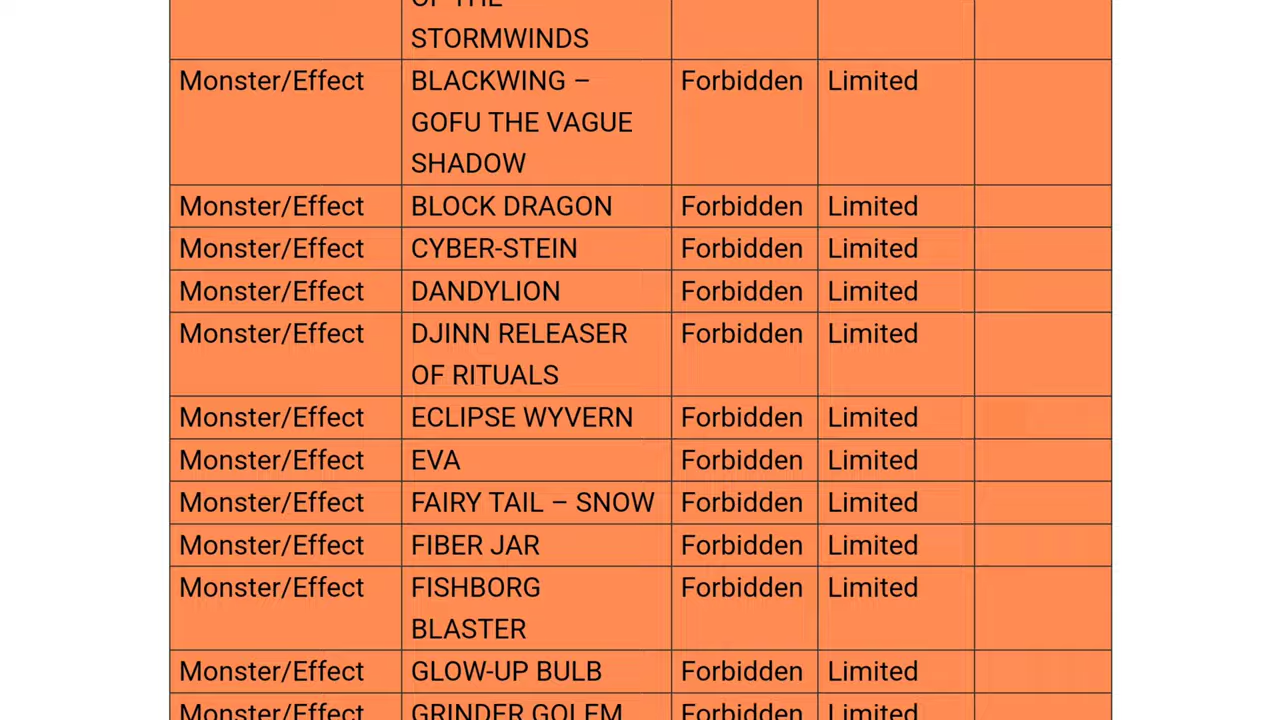 OF THE
STORMWINDS
Monster/Effect BLACKWING – Forbidden Limited
GOFU THE VAGUE
SHADOW
Monster/Effect BLOCK DRAGON Forbidden Limited
Monster/Effect CYBER-STEIN Forbidden Limited
Monster/Effect DANDYLION Forbidden Limited
Monster/Effect DJINN RELEASER Forbidden Limited
OF RITUALS
Monster/Effect ECLIPSE WYVERN Forbidden Limited
Monster/Effect EVA Forbidden Limited
Monster/Effect FAIRY TAIL – SNOW Forbidden Limited
Monster/Effect FIBER JAR Forbidden Limited
Monster/Effect FISHBORG Forbidden Limited
BLASTER
Monster/Effect GLOW-UP BULB Forbidden Limited
Monster/Effect GRINDER GOLEM Forbidden Limited